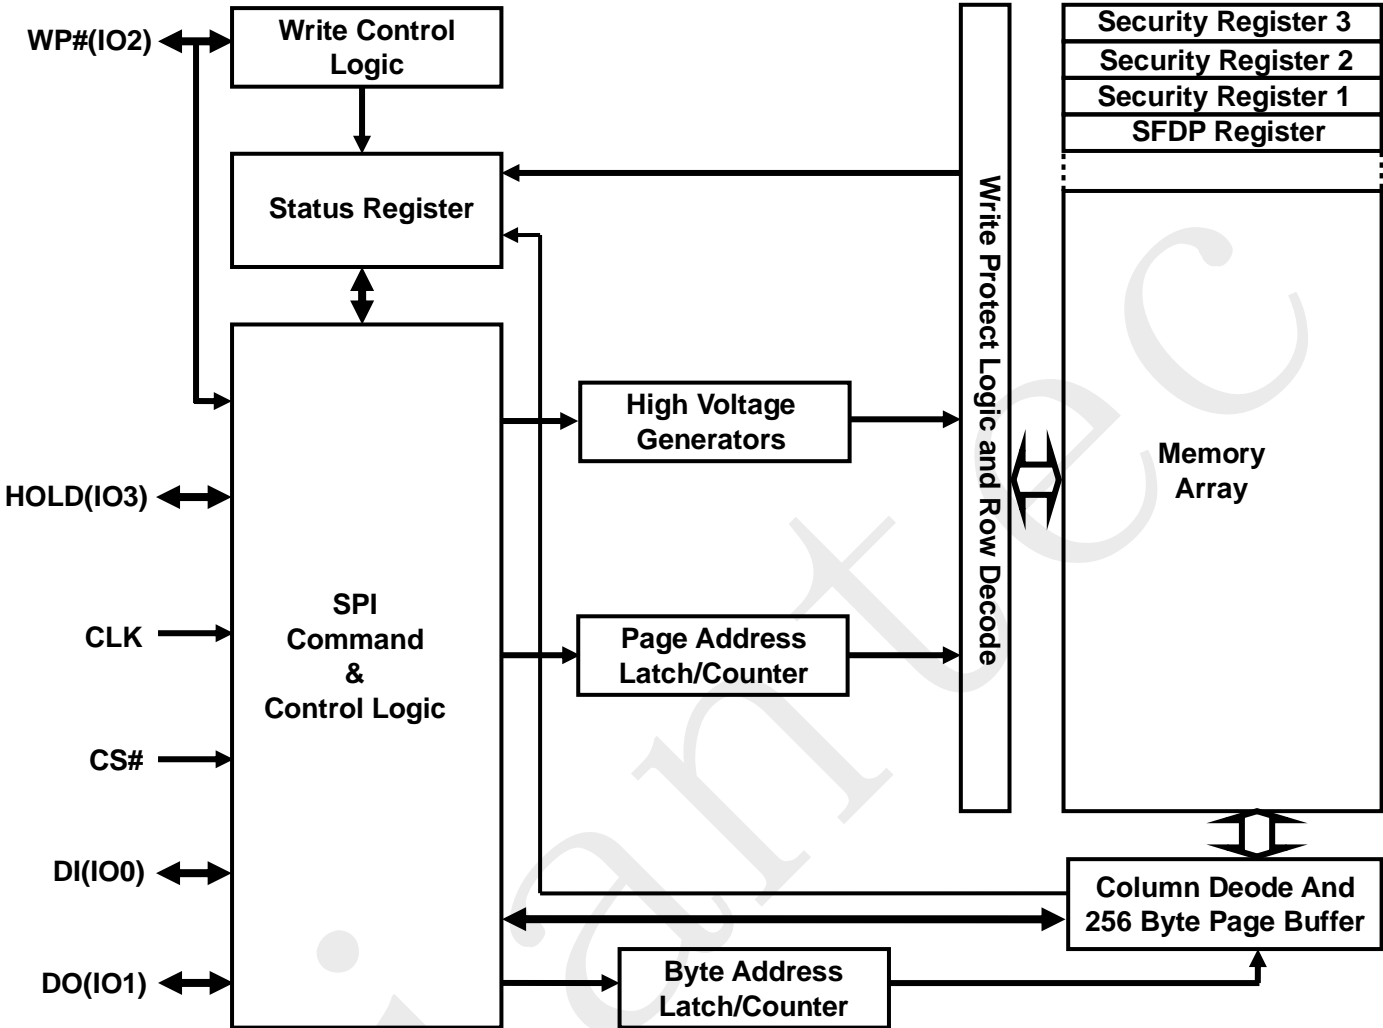 WP#(IO2)
Write Control
Logic
Status Register
HOLD(IO3)
CLK
CS#
DI(IO0)
DO(IO1)
SPI
Command
&
Control Logic
High Voltage
Generators
Page Address
Latch/Counter
Byte Address
Latch/Counter
Write Protect Logic and Row Decode
Security Register 3
Security Register 2
Security Register 1
SFDP Register
Memory
Array
Column Deode And
256 Byte Page Buffer